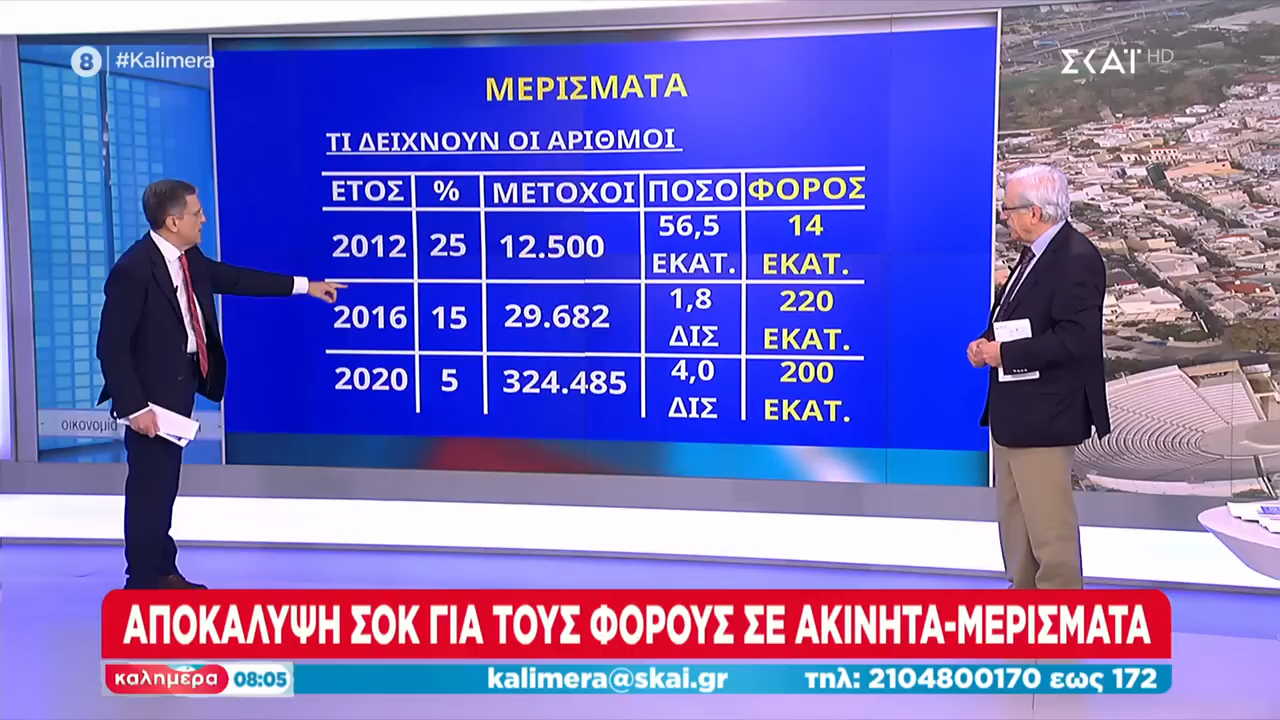 8 #Kalimera
ΣΚΑΪ HD
ΜΕΡΙΣΜΑΤΑ
ΤΙ ΔΕΙΧΝΟΥΝ ΟΙ ΑΡΙΘΜΟΙ
ΕΤΟΣ % ΜΕΤΟΧΟΙ ΠΟΣΟ ΦΟΡΟΣ
2012 25 12.500 56,5 ΕΚΑΤ. 14 ΕΚΑΤ.
2016 15 29.682 1,8 ΔΙΣ 220 ΕΚΑΤ.
2020 5 324.485 4,0 ΔΙΣ 200 ΕΚΑΤ.
οικονομία
ΑΠΟΚΑΛΥΨΗ ΣΟΚ ΓΙΑ ΤΟΥΣ ΦΟΡΟΥΣ ΣΕ ΑΚΙΝΗΤΑ-ΜΕΡΙΣΜΑΤΑ
καλημέρα 08:05 kalimera@skai.gr τηλ: 2104800170 εως 172